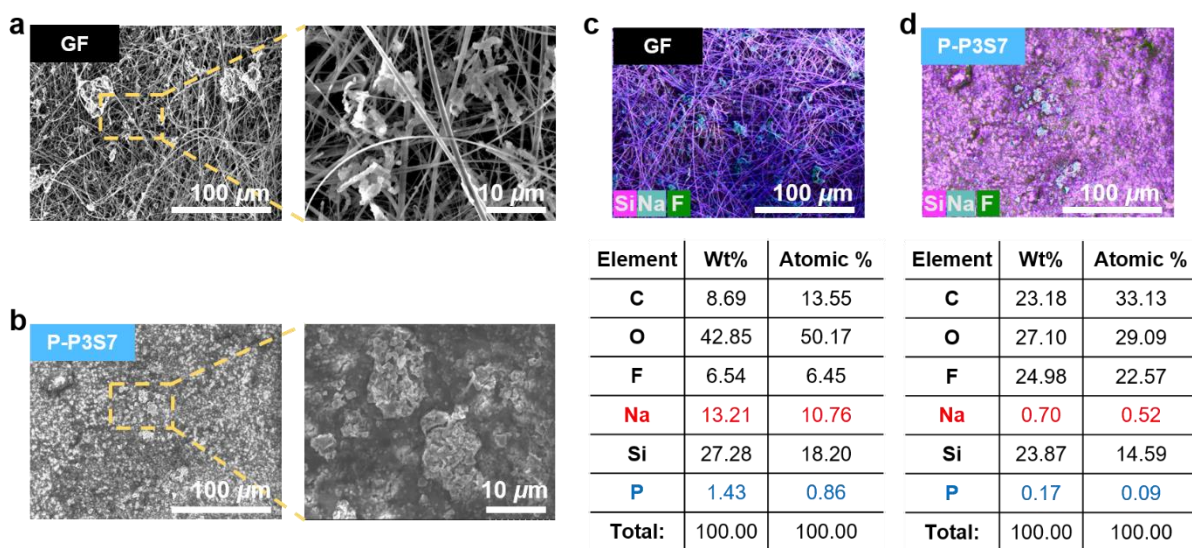 a
GF
100 µm
10 µm
b
P-P3S7
100 µm
10 µm
c
GF
Si Na F
100 µm
Element Wt% Atomic %
C 8.69 13.55
O 42.85 50.17
F 6.54 6.45
Na 13.21 10.76
Si 27.28 18.20
P 1.43 0.86
Total: 100.00 100.00
d
P-P3S7
Si Na F
100 µm
Element Wt% Atomic %
C 23.18 33.13
O 27.10 29.09
F 24.98 22.57
Na 0.70 0.52
Si 23.87 14.59
P 0.17 0.09
Total: 100.00 100.00